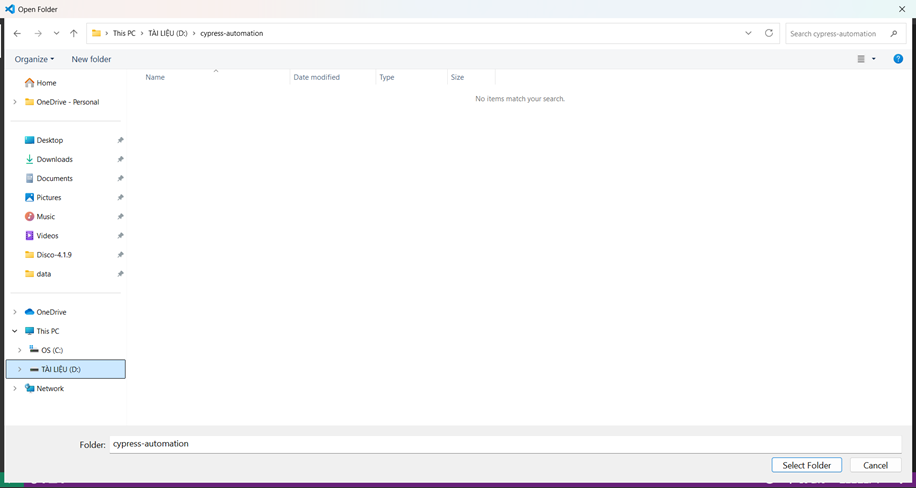 Open Folder
This PC > TÀI LIỆU (D:) > cypress-automation
Search cypress-automation
Organize
New folder
Name
Date modified
Type
Size
No items match your search.
Home
OneDrive - Personal
Desktop
Downloads
Documents
Pictures
Music
Videos
Disco-4.1.9
data
OneDrive
This PC
OS (C:)
TÀI LIỆU (D:)
Network
Folder: cypress-automation
Select Folder
Cancel